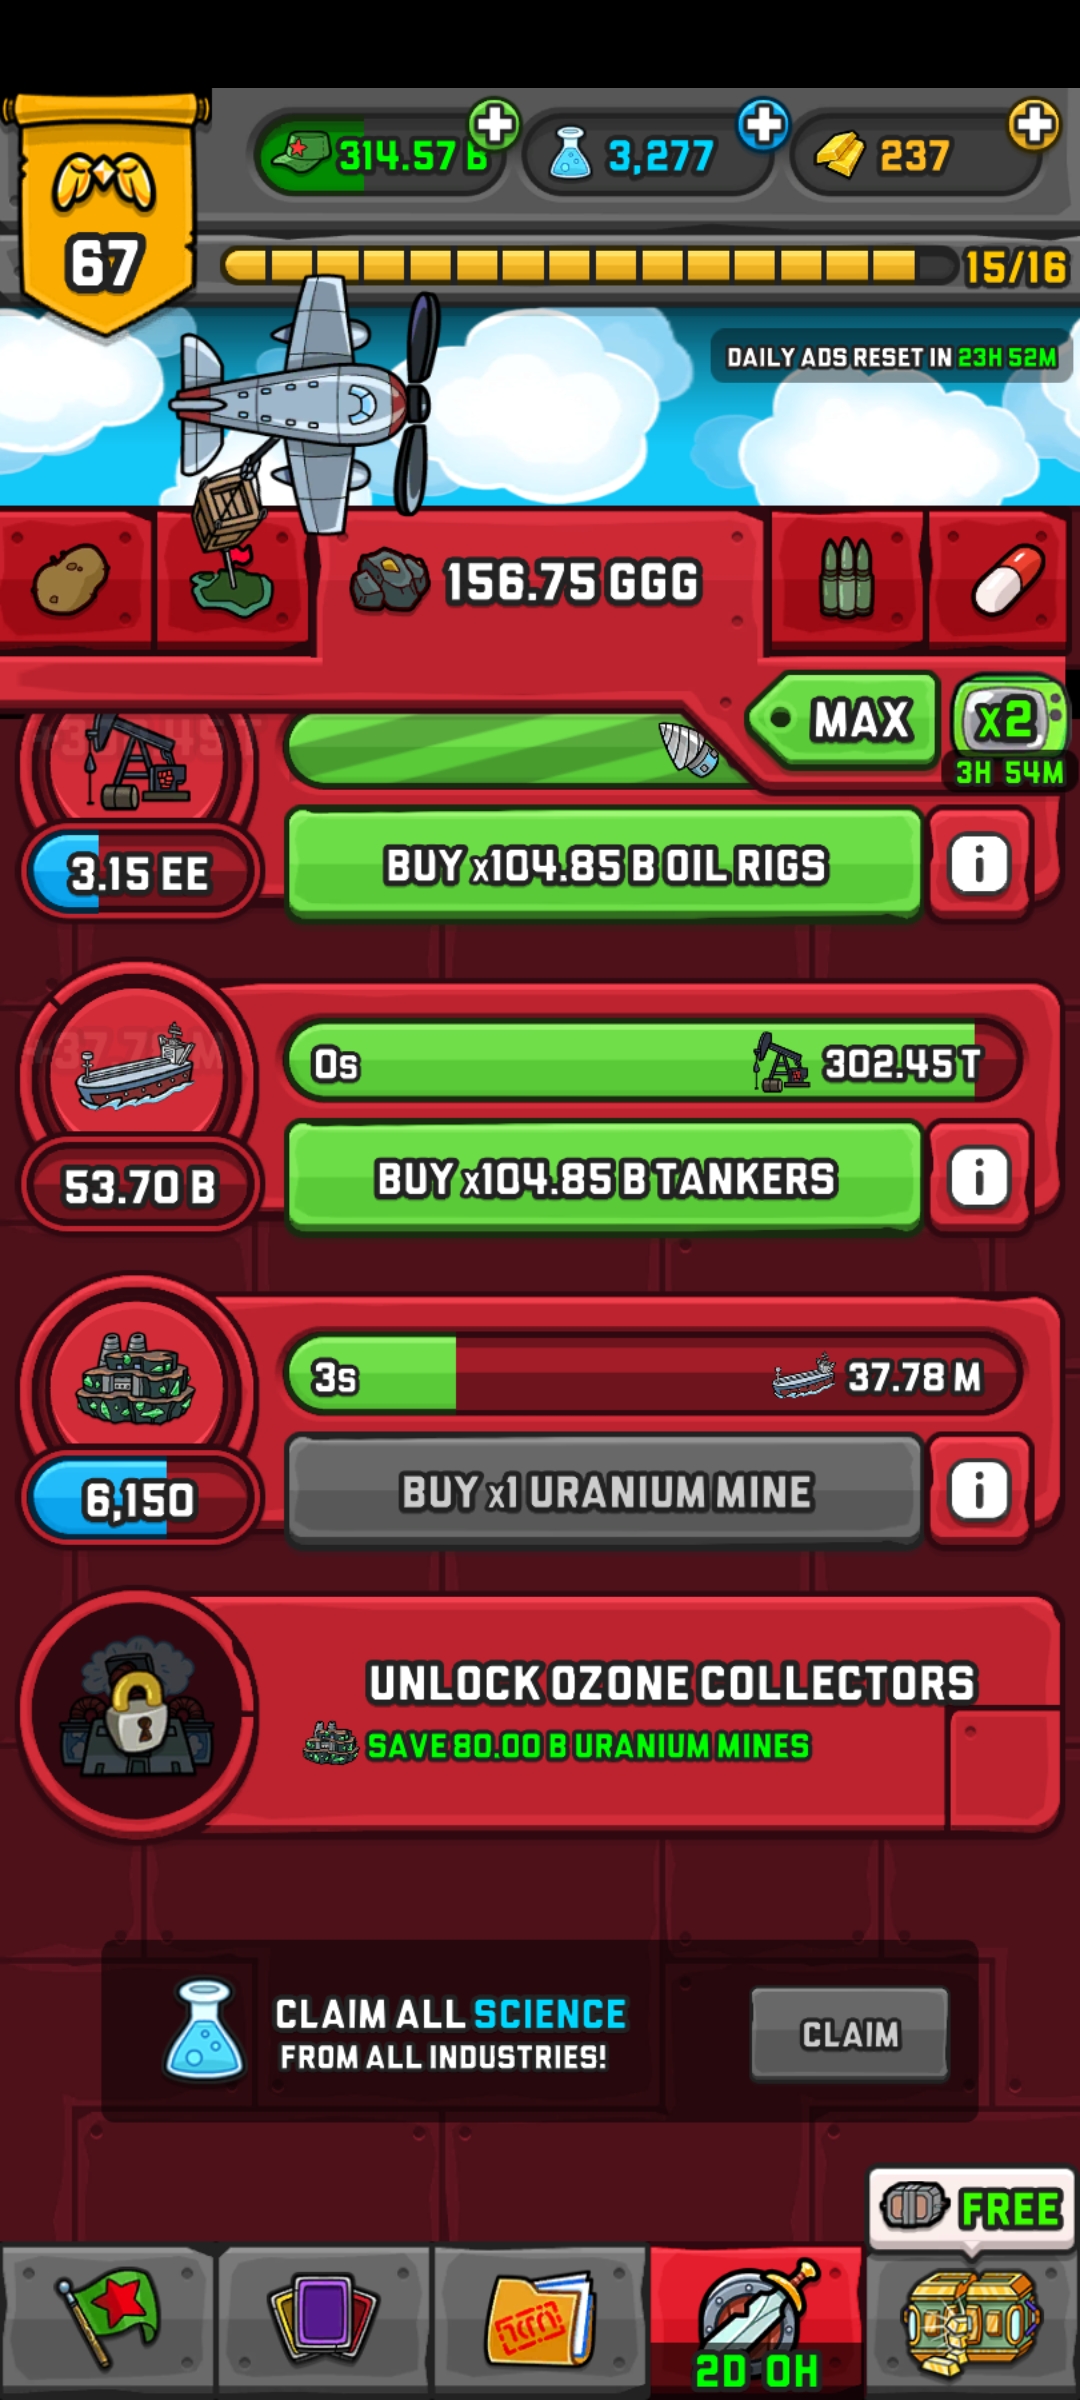 314.57 B
3,277
237
67
15/16
DAILY ADS RESET IN 23H 52M
156.75 GGG
MAX
x2
3H 54M
3.15 EE
BUY x104.85 B OIL RIGS
i
0s
302.45 T
53.70 B
BUY x104.85 B TANKERS
i
3s
37.78 M
6,150
BUY x1 URANIUM MINE
i
UNLOCK OZONE COLLECTORS
SAVE 80.00 B URANIUM MINES
CLAIM ALL SCIENCE
FROM ALL INDUSTRIES!
CLAIM
FREE
2D 0H